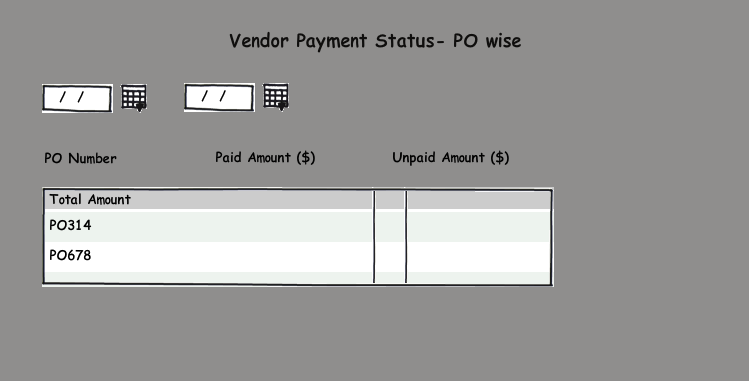 Vendor Payment Status- PO wise
/ / / /
PO Number Paid Amount ($) Unpaid Amount ($)
Total Amount
PO314
PO678